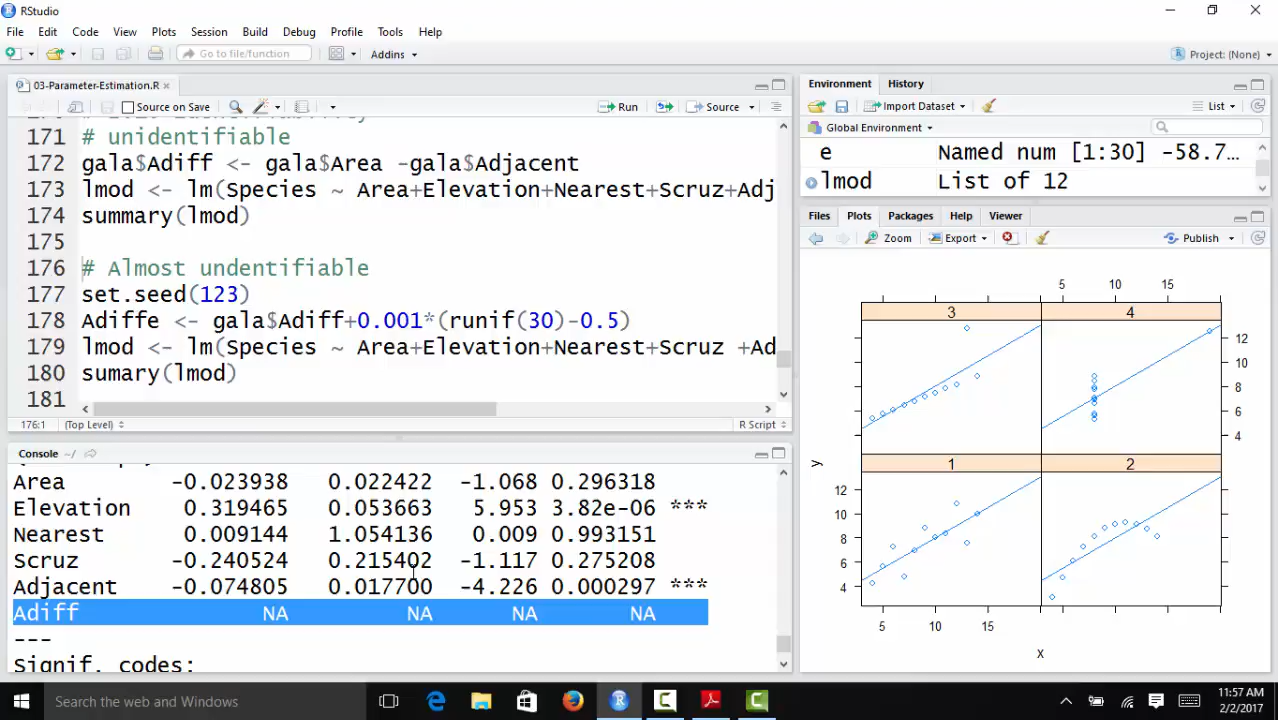 RStudio
File Edit Code View Plots Session Build Debug Profile Tools Help
Go to file/function
Addins
Project: (None)
03-Parameter-Estimation.R
Source on Save
Run
Source
171 # unidentifiable
172 gala$Adiff <- gala$Area -gala$Adjacent
173 lmod <- lm(Species ~ Area+Elevation+Nearest+Scruz+Adj
174 summary(lmod)
175
176 # Almost undentifiable
177 set.seed(123)
178 Adiffe <- gala$Adiff+0.001*(runif(30)-0.5)
179 lmod <- lm(Species ~ Area+Elevation+Nearest+Scruz +Ad
180 sumary(lmod)
181
176:1 (Top Level) R Script
Console ~/
Area -0.023938 0.022422 -1.068 0.296318
Elevation 0.319465 0.053663 5.953 3.82e-06 ***
Nearest 0.009144 1.054136 0.009 0.993151
Scruz -0.240524 0.215402 -1.117 0.275208
Adjacent -0.074805 0.017700 -4.226 0.000297 ***
Adiff NA NA NA NA
---
Signif. codes:
Environment History
Import Dataset List
Global Environment
e Named num [1:30] -58.7...
lmod List of 12
Files Plots Packages Help Viewer
Zoom Export Publish
5 10 15
3 4
12
10
8
6
4
1 2
12
10
8
6
4
y
5 10 15
x
Search the web and Windows
11:57 AM
2/2/2017